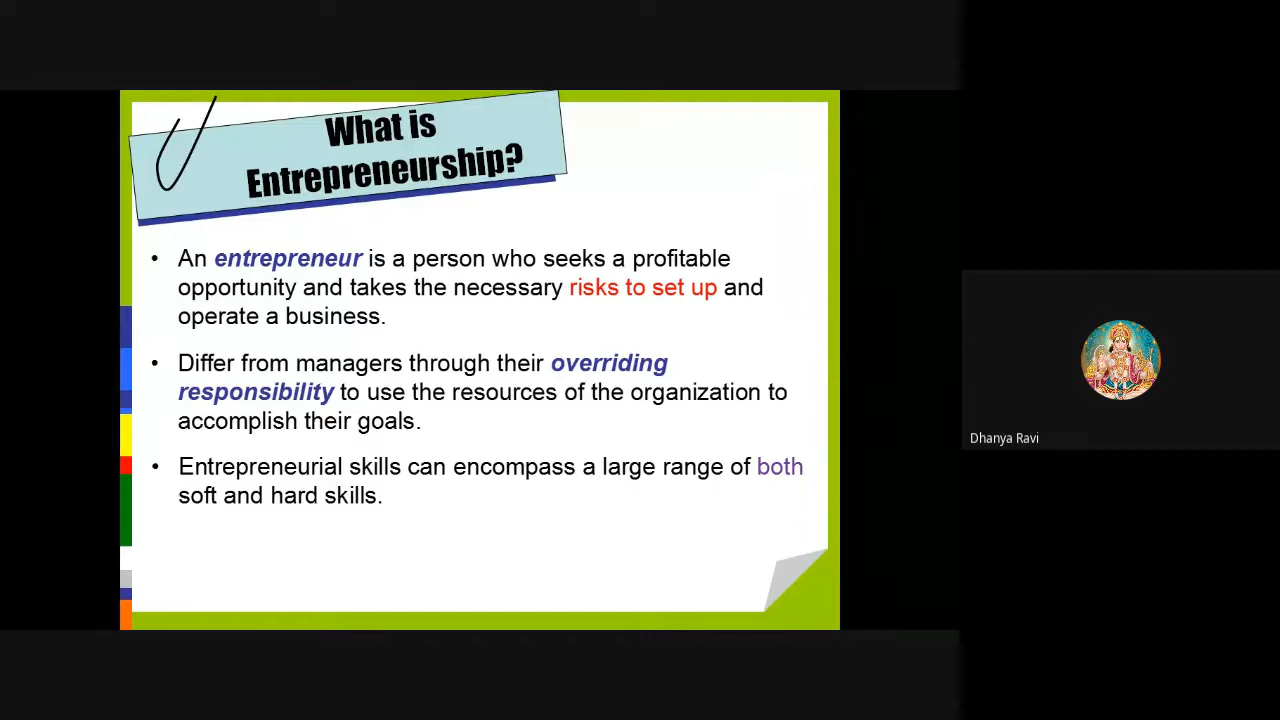 What is
Entrepreneurship?
• An entrepreneur is a person who seeks a profitable
opportunity and takes the necessary risks to set up and
operate a business.
• Differ from managers through their overriding
responsibility to use the resources of the organization to
accomplish their goals.
• Entrepreneurial skills can encompass a large range of both
soft and hard skills.
Dhanya Ravi